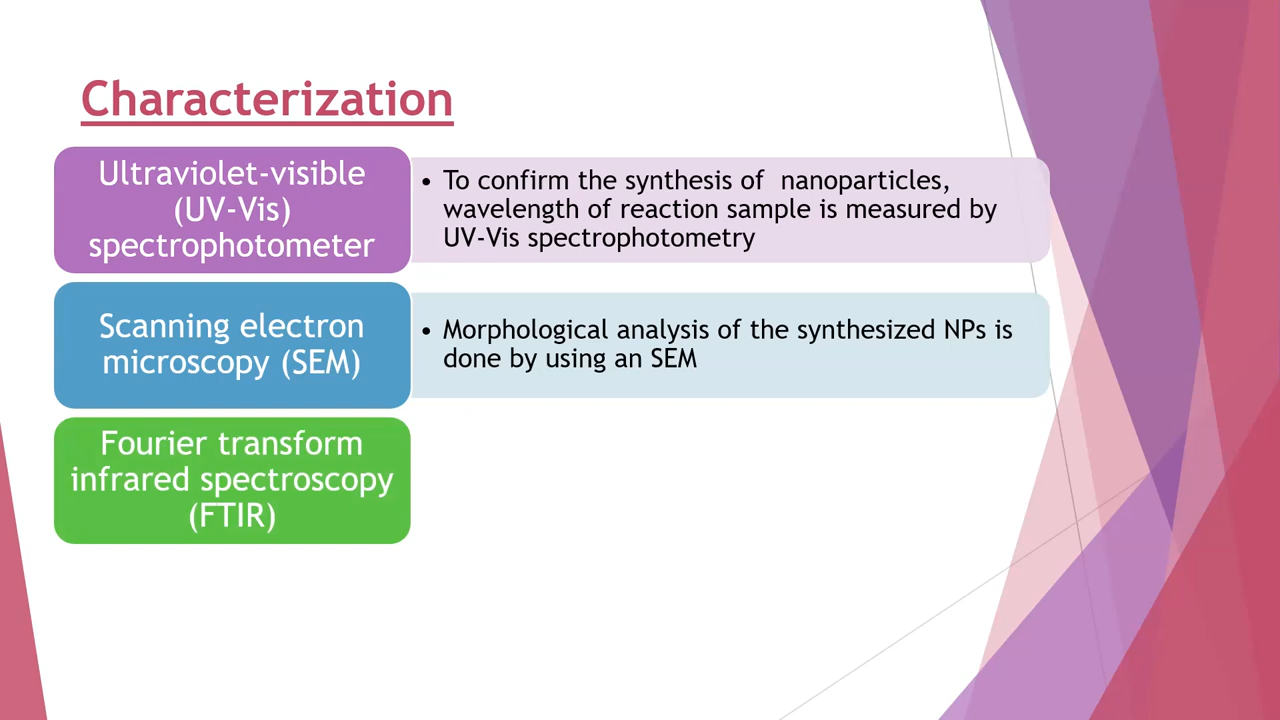 Characterization
Ultraviolet-visible
(UV-Vis)
spectrophotometer
• To confirm the synthesis of  nanoparticles,
wavelength of reaction sample is measured by
UV-Vis spectrophotometry
Scanning electron
microscopy (SEM)
• Morphological analysis of the synthesized NPs is
done by using an SEM
Fourier transform
infrared spectroscopy
(FTIR)